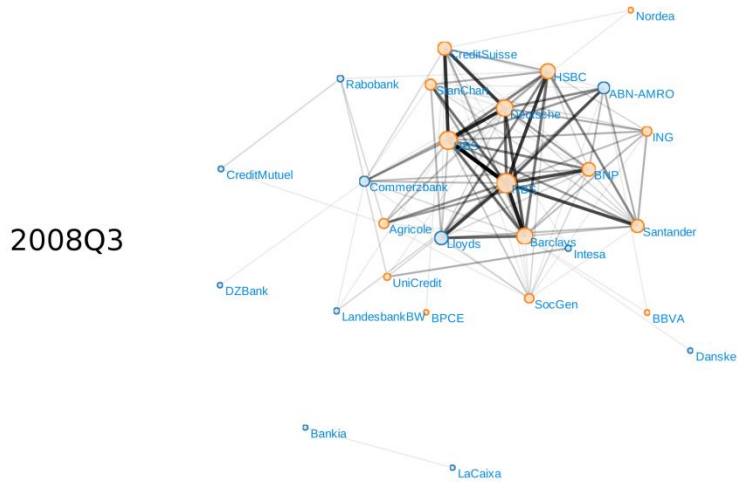 Nordea
CreditSuisse
HSBC
Rabobank
StanChart
ABN-AMRO
Deutsche
ING
CreditMutuel
Commerzbank
BNP
Agricole
Santander
2008Q3
Lloyds
Barclays
Intesa
UniCredit
DZBank
SocGen
LandesbankBW
BPCE
BBVA
Danske
Bankia
LaCaixa